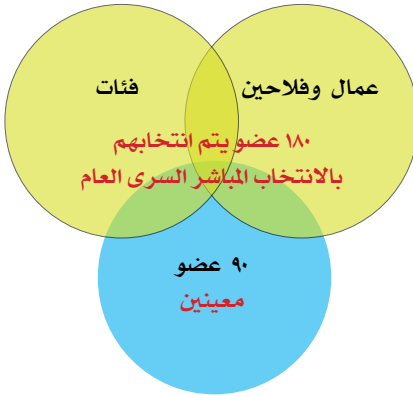 عمال وفلاحين
فئات
١٨٠ عضو يتم انتخابهم
بالانتخاب المباشر السرى العام
٩٠ عضو
معينين